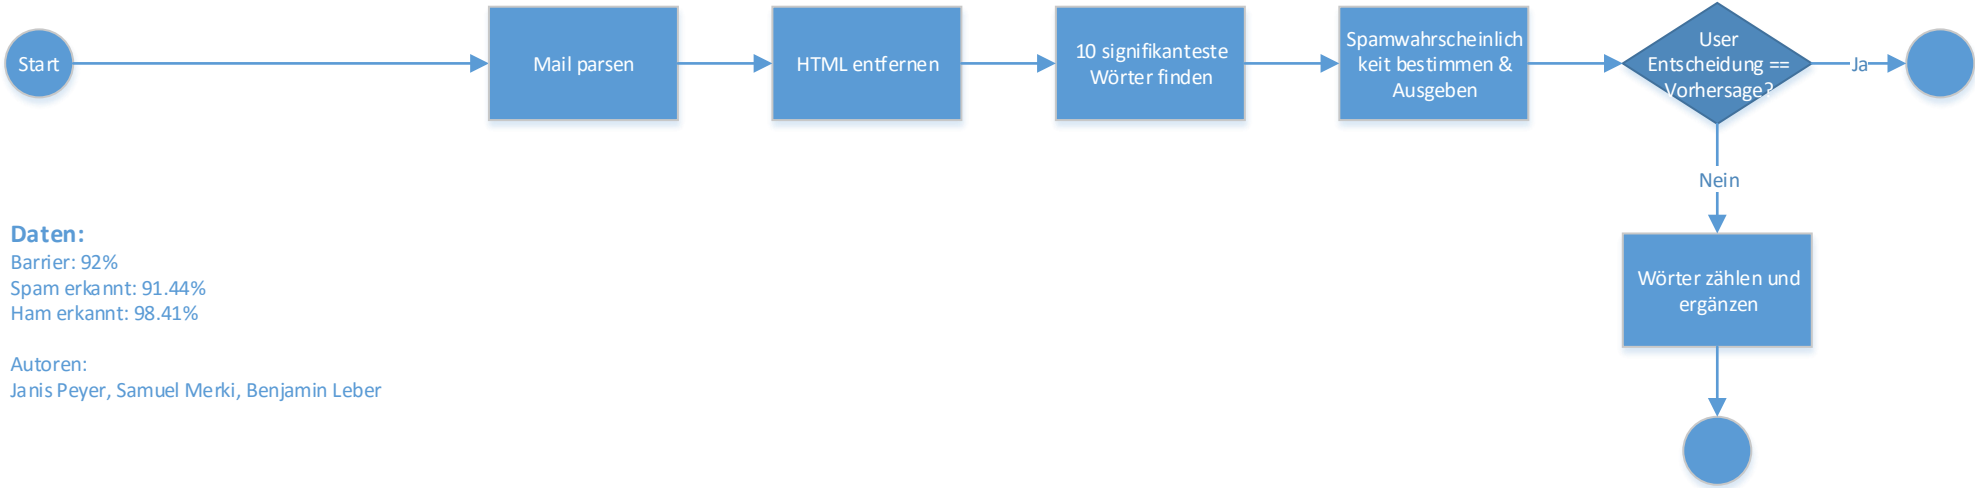 Start
Mail parsen
HTML entfernen
10 signifikanteste
Wörter finden
Spamwahrscheinlich
keit bestimmen &
Ausgeben
User
Entscheidung ==
Vorhersage?
Ja
Nein
Wörter zählen und
ergänzen
Daten:
Barrier: 92%
Spam erkannt: 91.44%
Ham erkannt: 98.41%
Autoren:
Janis Peyer, Samuel Merki, Benjamin Leber